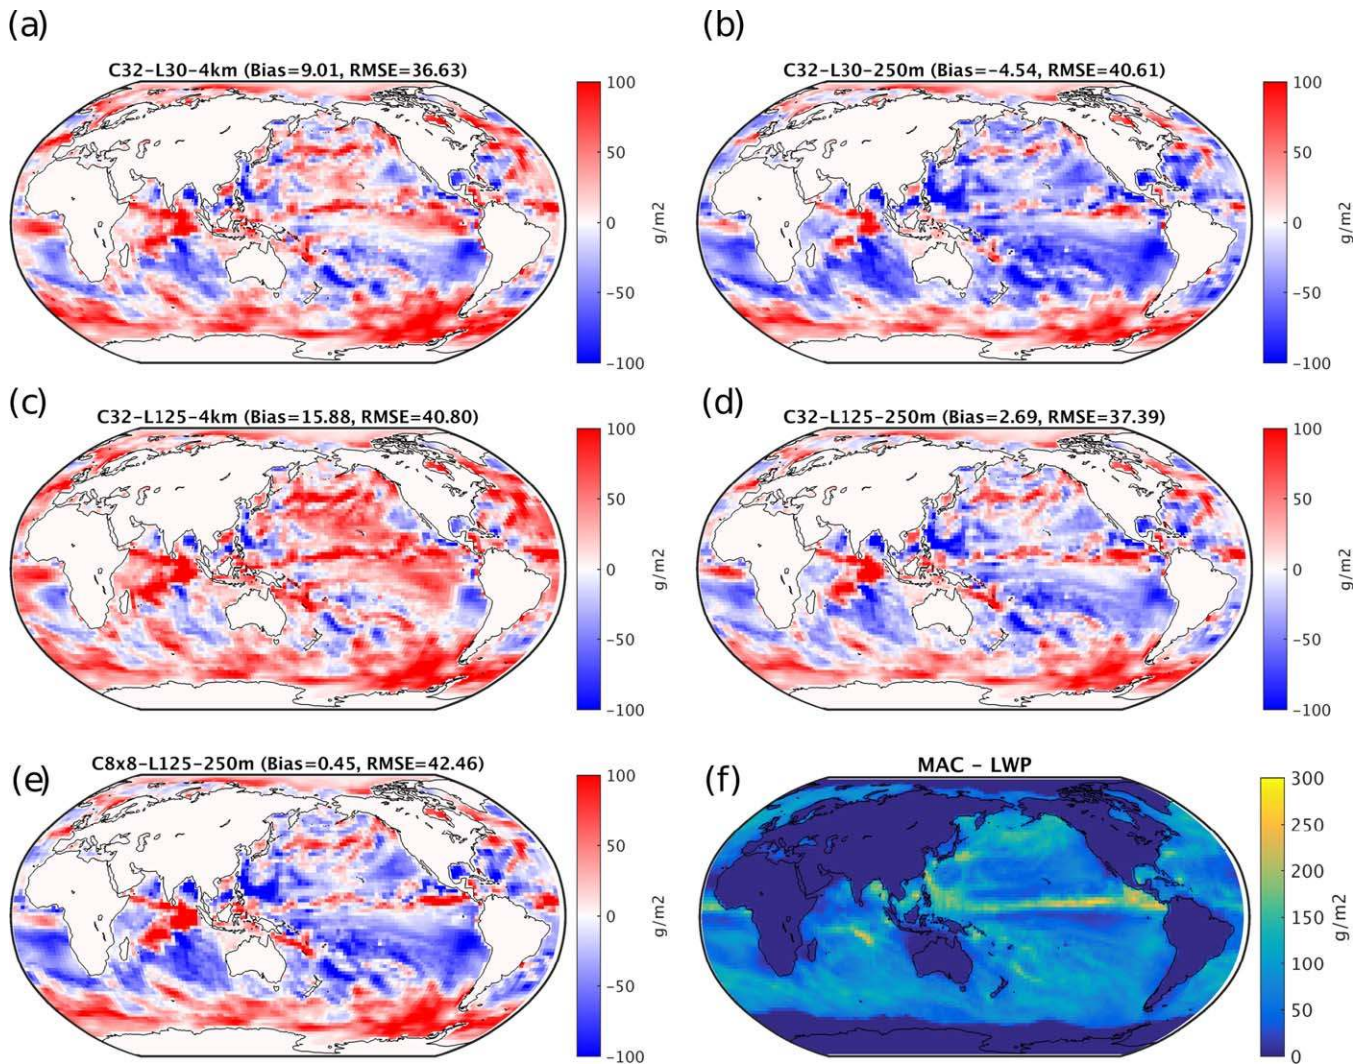 (a)
C32-L30-4km (Bias=9.01, RMSE=36.63)
100
50
0
-50
-100
g/m2
(b)
C32-L30-250m (Bias=-4.54, RMSE=40.61)
100
50
0
-50
-100
g/m2
(c)
C32-L125-4km (Bias=15.88, RMSE=40.80)
100
50
0
-50
-100
g/m2
(d)
C32-L125-250m (Bias=2.69, RMSE=37.39)
100
50
0
-50
-100
g/m2
(e)
C8x8-L125-250m (Bias=0.45, RMSE=42.46)
100
50
0
-50
-100
g/m2
(f)
MAC - LWP
300
250
200
150
100
50
0
g/m2